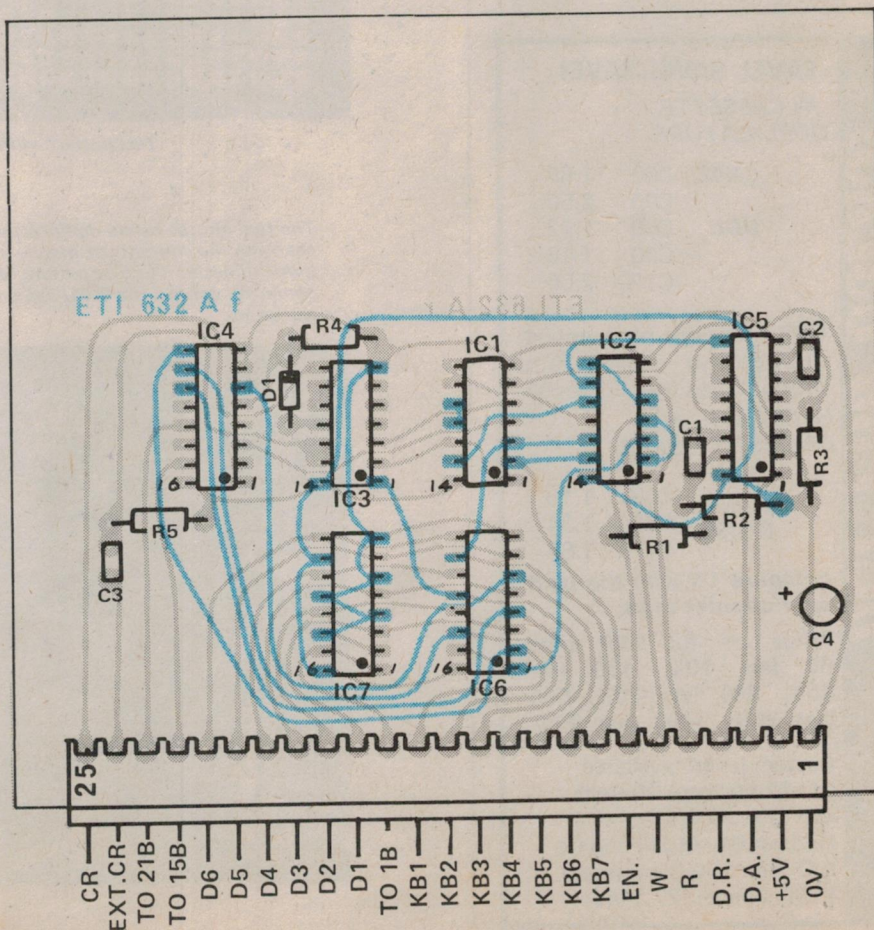 ETI 632 A f
ETI 632 A r
IC4
R4
IC1
IC2
IC5
C2
D1
C1
R3
16
1
14
IC3
14
14
1
1
R5
R2
R1
C3
+
C4
16
1
IC7
16
1
IC6
25
1
CR
EXT.CR
TO 21B
TO 15B
D6
D5
D4
D3
D2
D1
TO 1B
KB1
KB2
KB3
KB4
KB5
KB6
KB7
EN.
W
R
D.R.
D.A.
+5V
0V